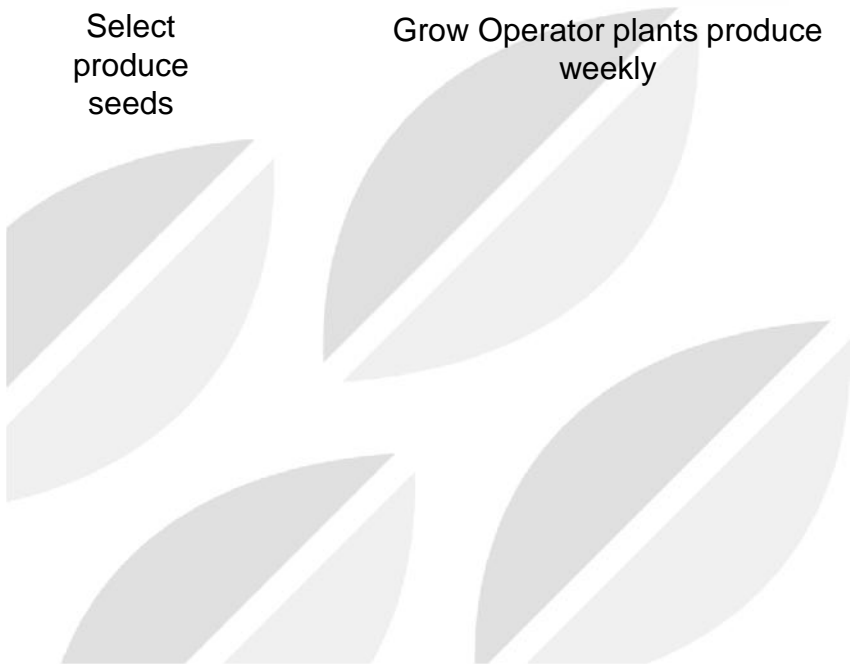 Select
produce
seeds
Grow Operator plants produce
weekly